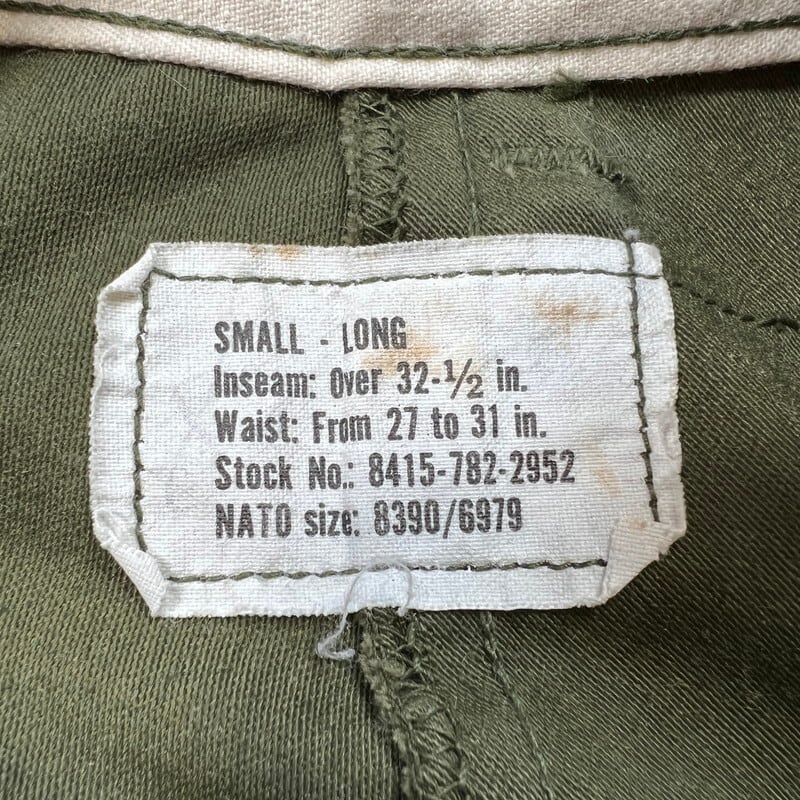 SMALL - LONG
Inseam: Over 32-1/2 in.
Waist: From 27 to 31 in.
Stock No.: 8415-782-2952
NATO size: 8390/6979